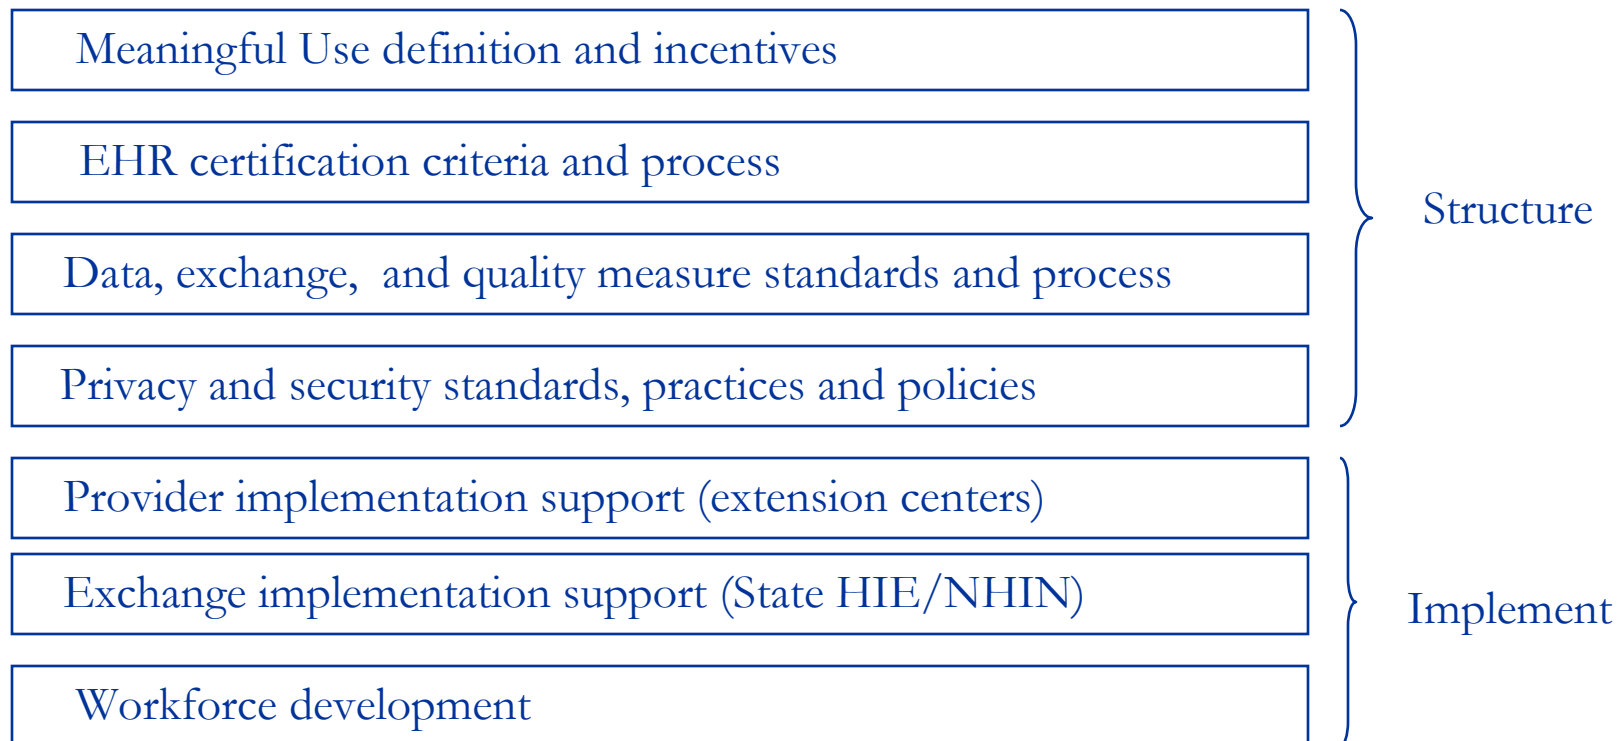 Meaningful Use definition and incentives
EHR certification criteria and process
Data, exchange,  and quality measure standards and process
Privacy and security standards, practices and policies
Structure
Provider implementation support (extension centers)
Exchange implementation support (State HIE/NHIN)
Workforce development
Implement